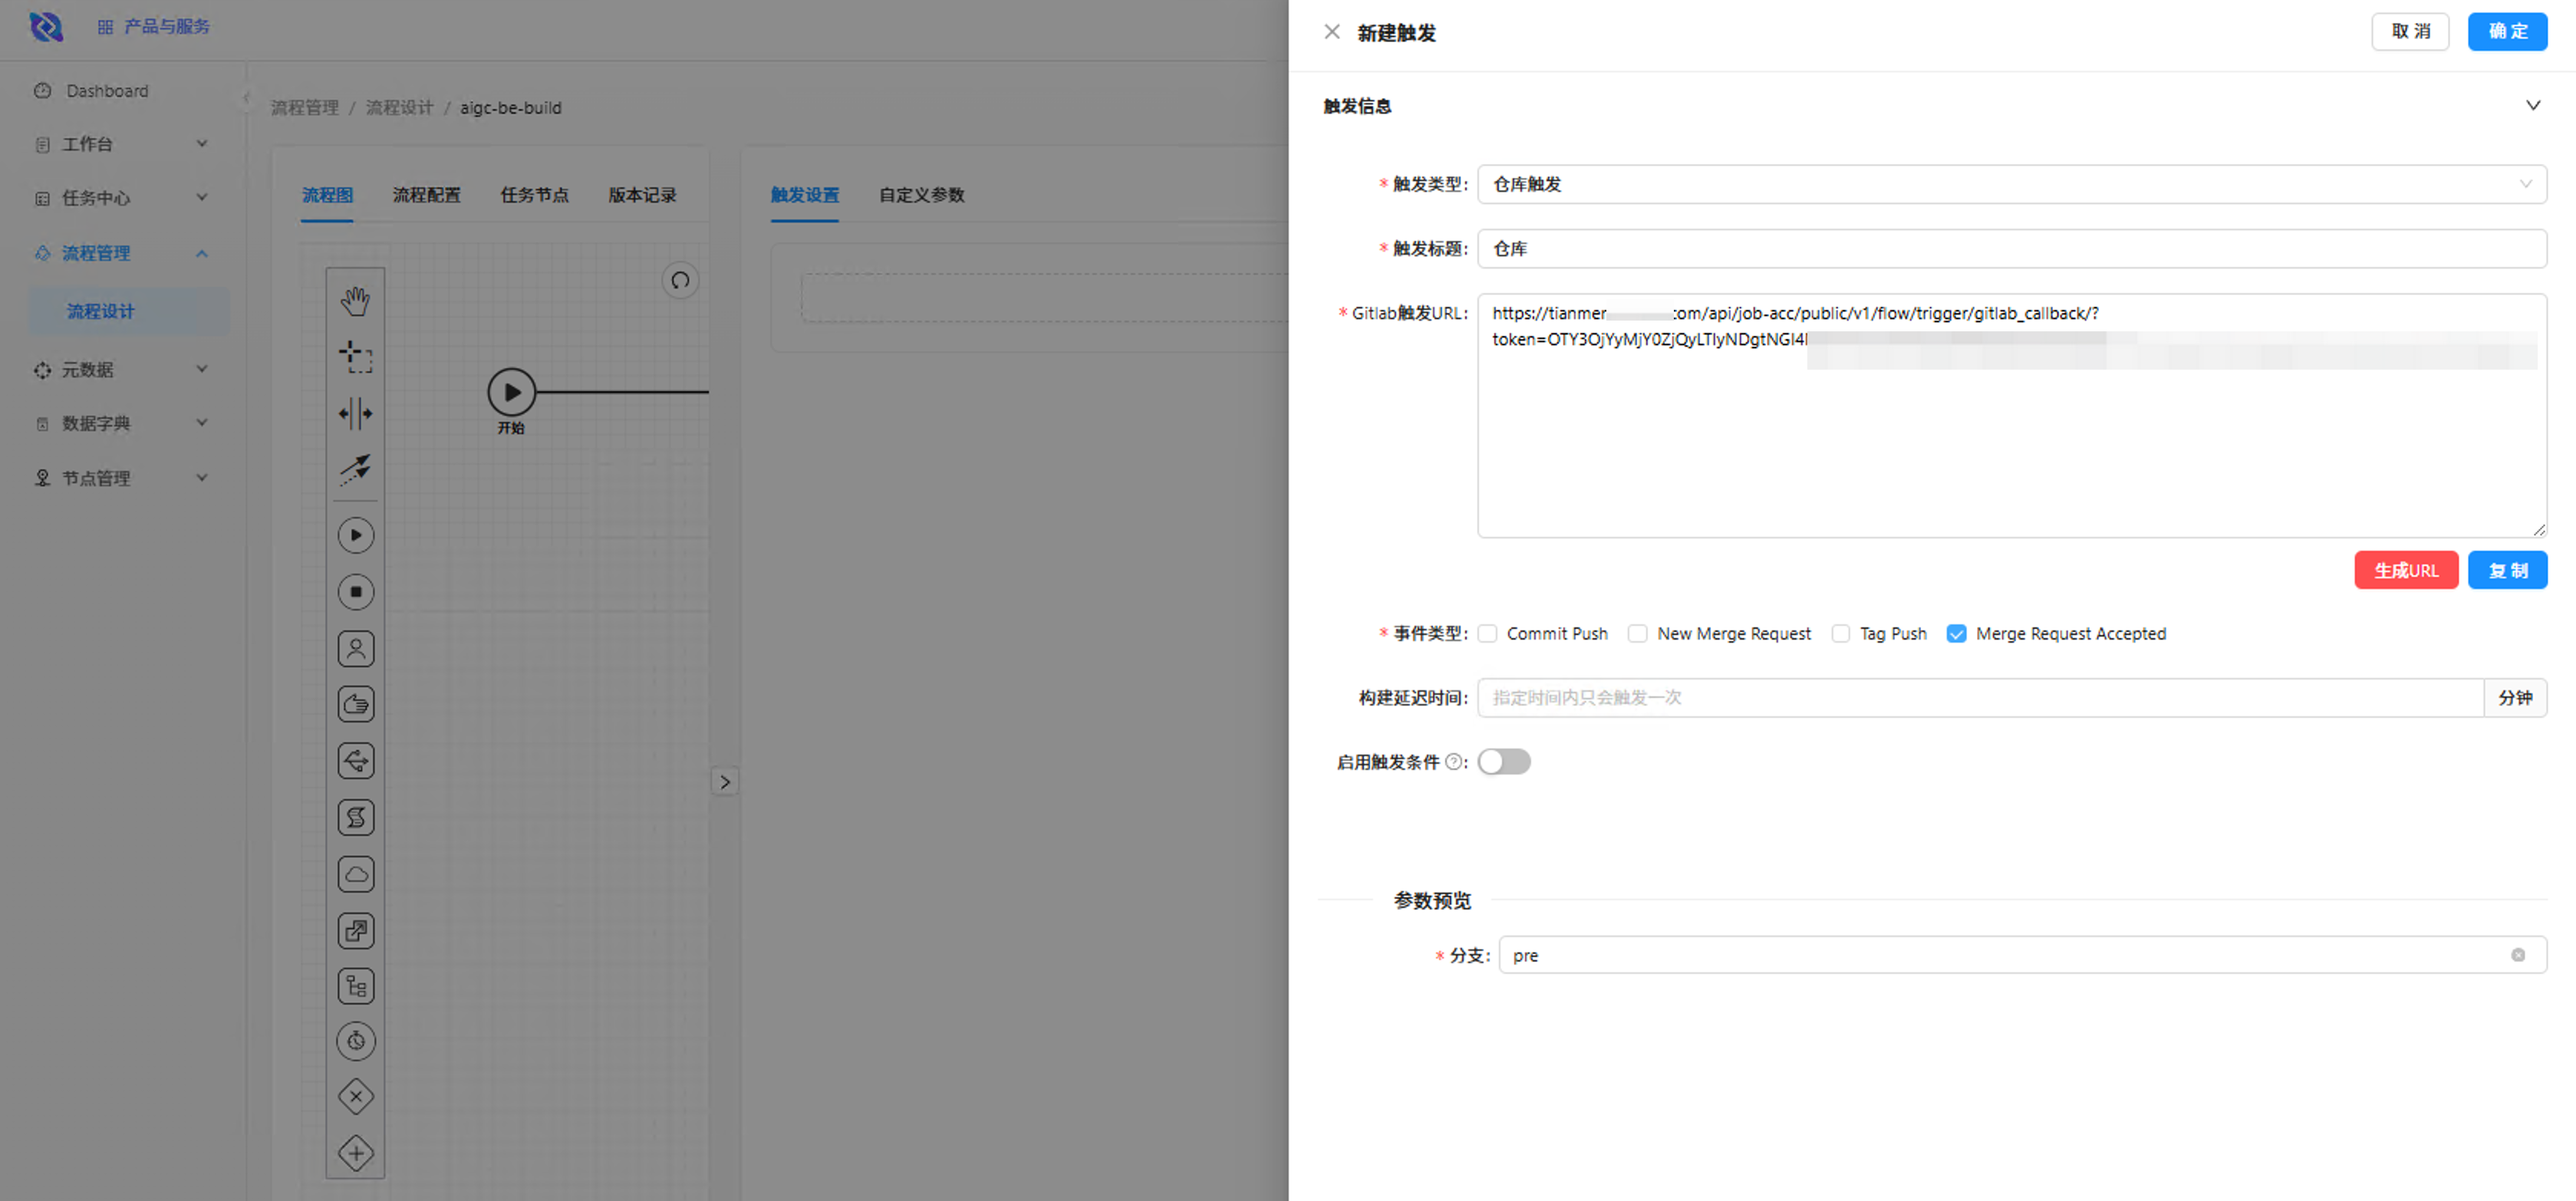 产品与服务
Dashboard
工作台
任务中心
流程管理
流程设计
元数据
数据字典
节点管理
流程管理 / 流程设计 / aigc-be-build
流程图 流程配置 任务节点 版本记录
开始
触发设置 自定义参数
新建触发
取 消 确 定
触发信息
* 触发类型: 仓库触发
* 触发标题: 仓库
* Gitlab触发URL: https://tianmer com/api/job-acc/public/v1/flow/trigger/gitlab_callback/?
生成URL 复 制
* 事件类型: Commit Push New Merge Request Tag Push Merge Request Accepted
构建延迟时间: 指定时间内只会触发一次 分钟
启用触发条件 ? :
参数预览
* 分支: pre